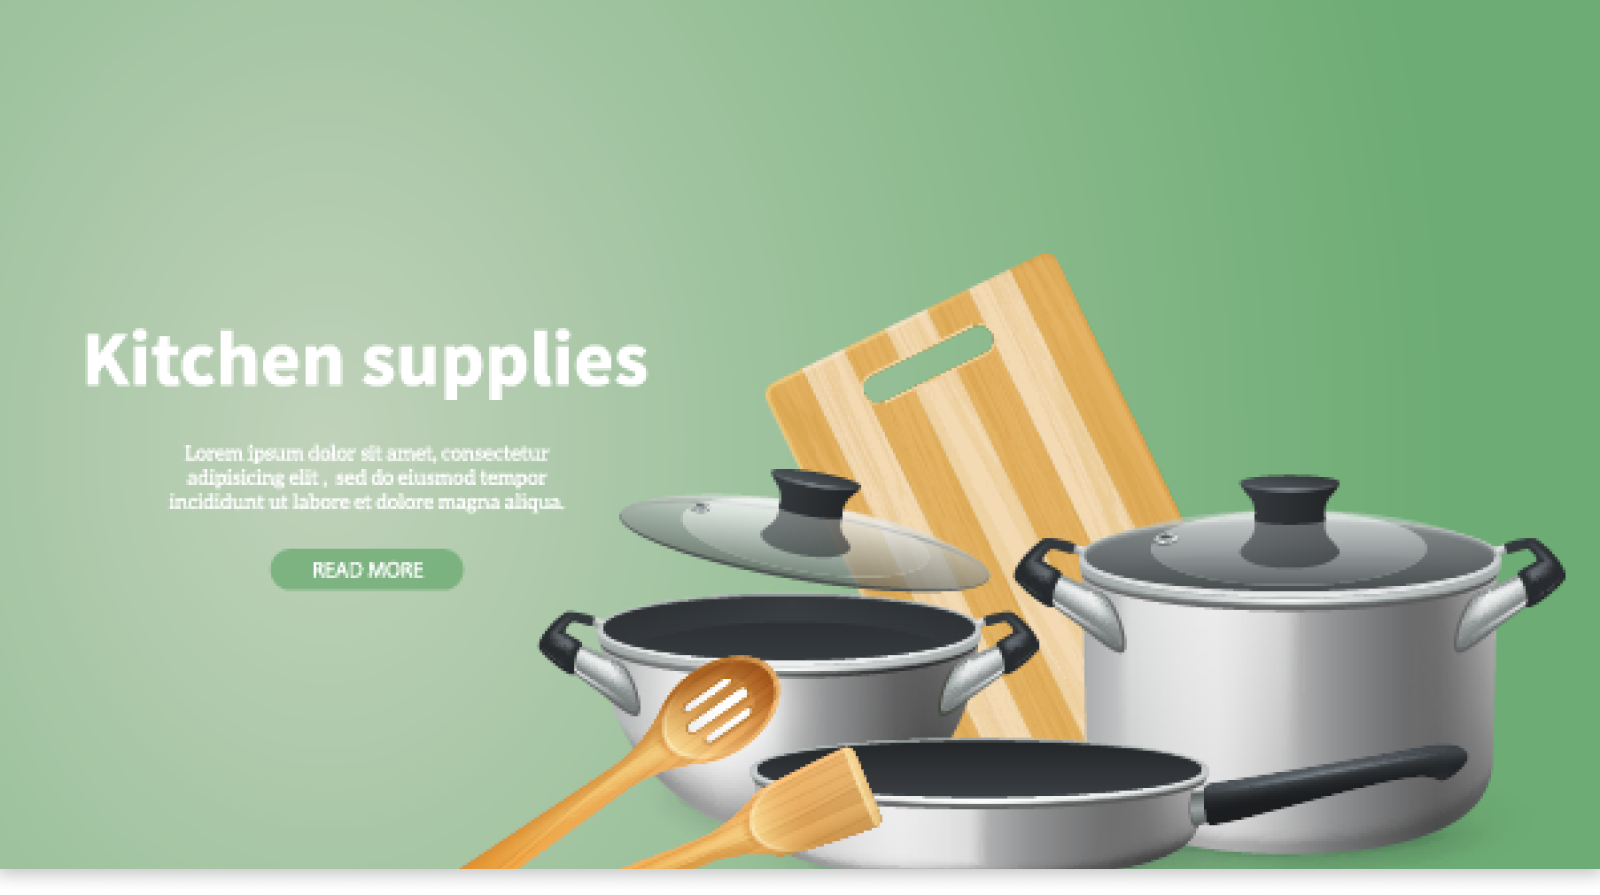 Kitchen supplies
Lorem ipsum dolor sit amet, consectetur
adipisicing elit , sed do eiusmod tempor
incididunt ut labore et dolore magna aliqua.
READ MORE